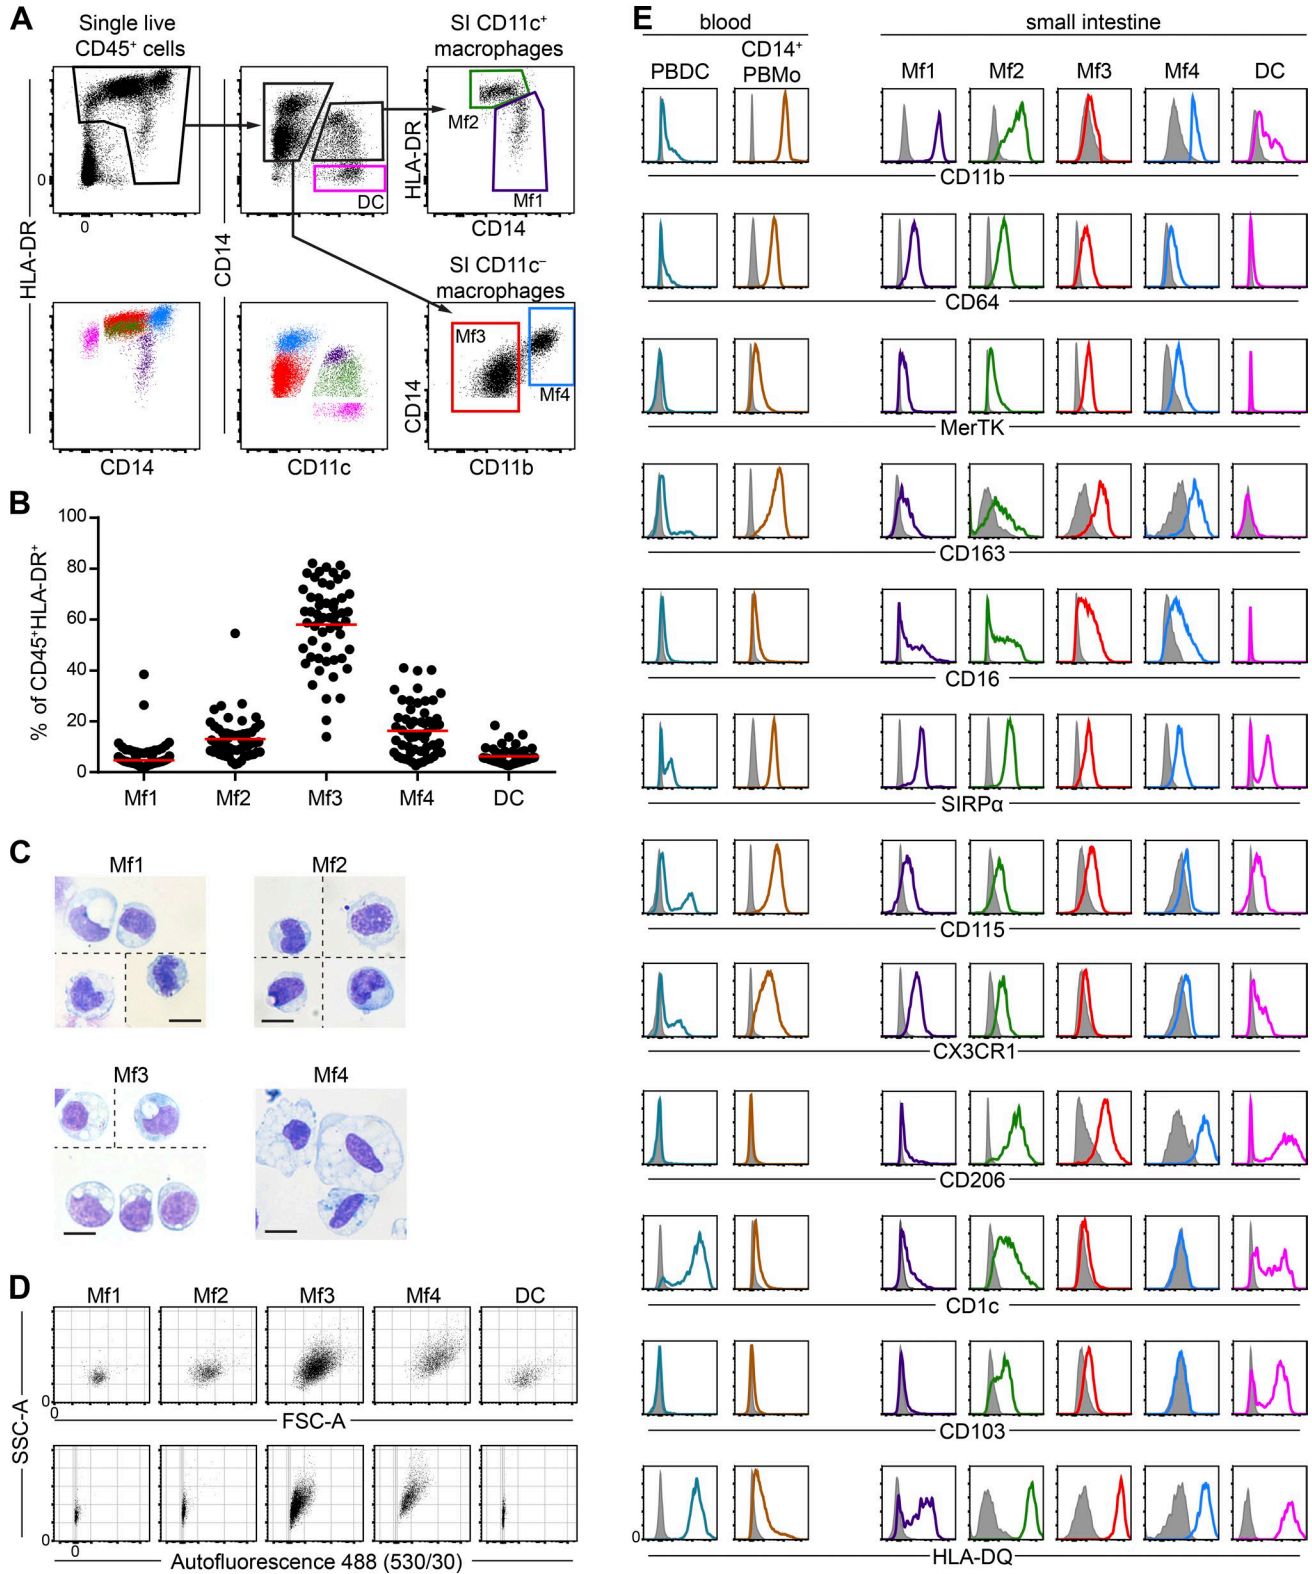 A
Single live
CD45⁺ cells
SI CD11c⁺
macrophages
HLA-DR
0
0
CD14
DC
HLA-DR
Mf2
Mf1
CD14
SI CD11c⁻
macrophages
CD14
CD11c
CD14
Mf3
Mf4
CD11b
B
% of CD45⁺HLA-DR⁺
100
80
60
40
20
0
Mf1 Mf2 Mf3 Mf4 DC
C
Mf1 Mf2
Mf3 Mf4
D
Mf1 Mf2 Mf3 Mf4 DC
SSC-A
0
0
FSC-A
0
0
Autofluorescence 488 (530/30)
E
blood small intestine
PBDC CD14⁺ PBMo Mf1 Mf2 Mf3 Mf4 DC
CD11b
CD64
MerTK
CD163
CD16
SIRPα
CD115
CX3CR1
CD206
CD1c
CD103
0
HLA-DQ